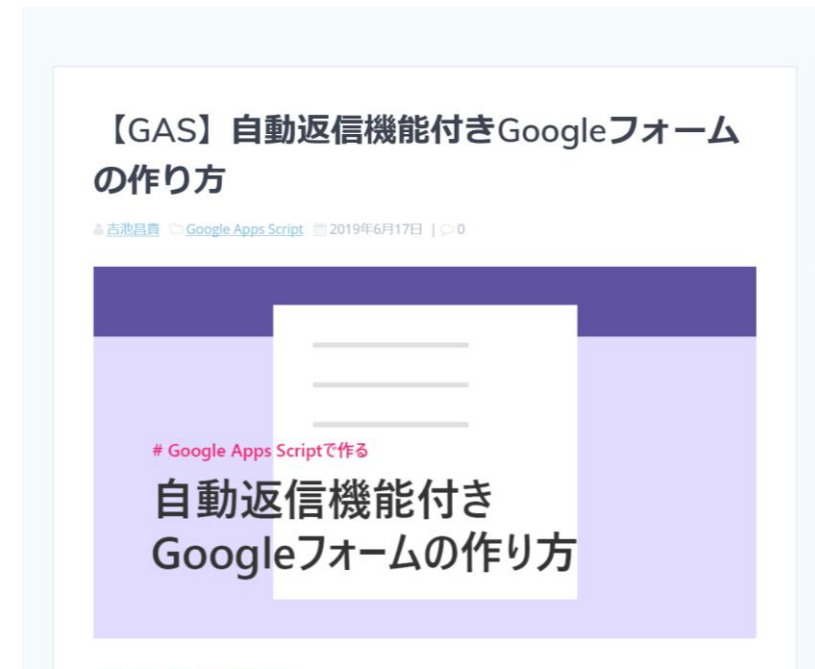 【GAS】自動返信機能付きGoogleフォーム
の作り方
吉池昌貴 Google Apps Script 2019年6月17日 | 0
# Google Apps Scriptで作る
自動返信機能付き
Googleフォームの作り方